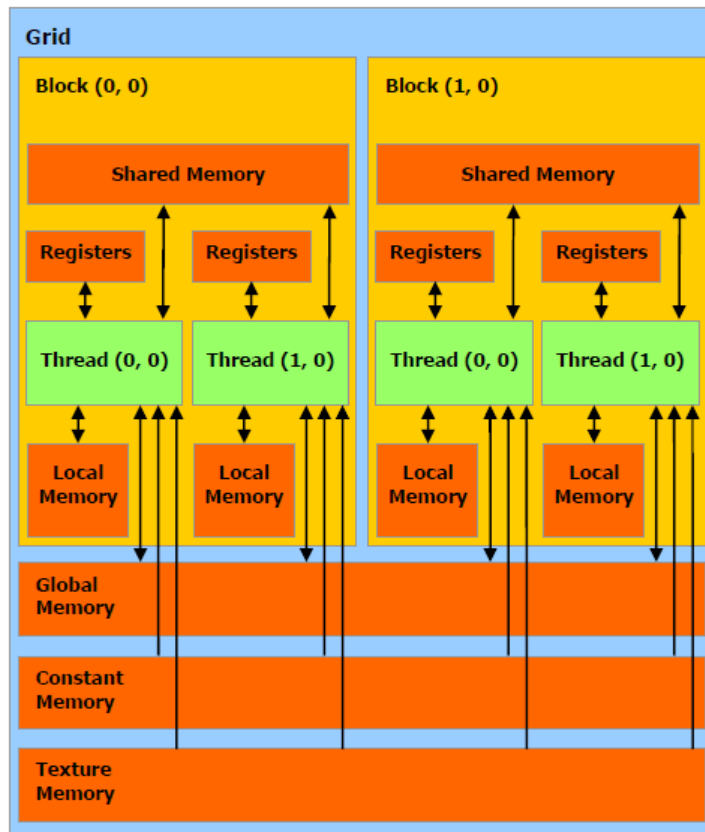 Grid
Block (0, 0)
Shared Memory
Registers
Registers
Thread (0, 0)
Thread (1, 0)
Local
Memory
Local
Memory
Block (1, 0)
Shared Memory
Registers
Registers
Thread (0, 0)
Thread (1, 0)
Local
Memory
Local
Memory
Global
Memory
Constant
Memory
Texture
Memory